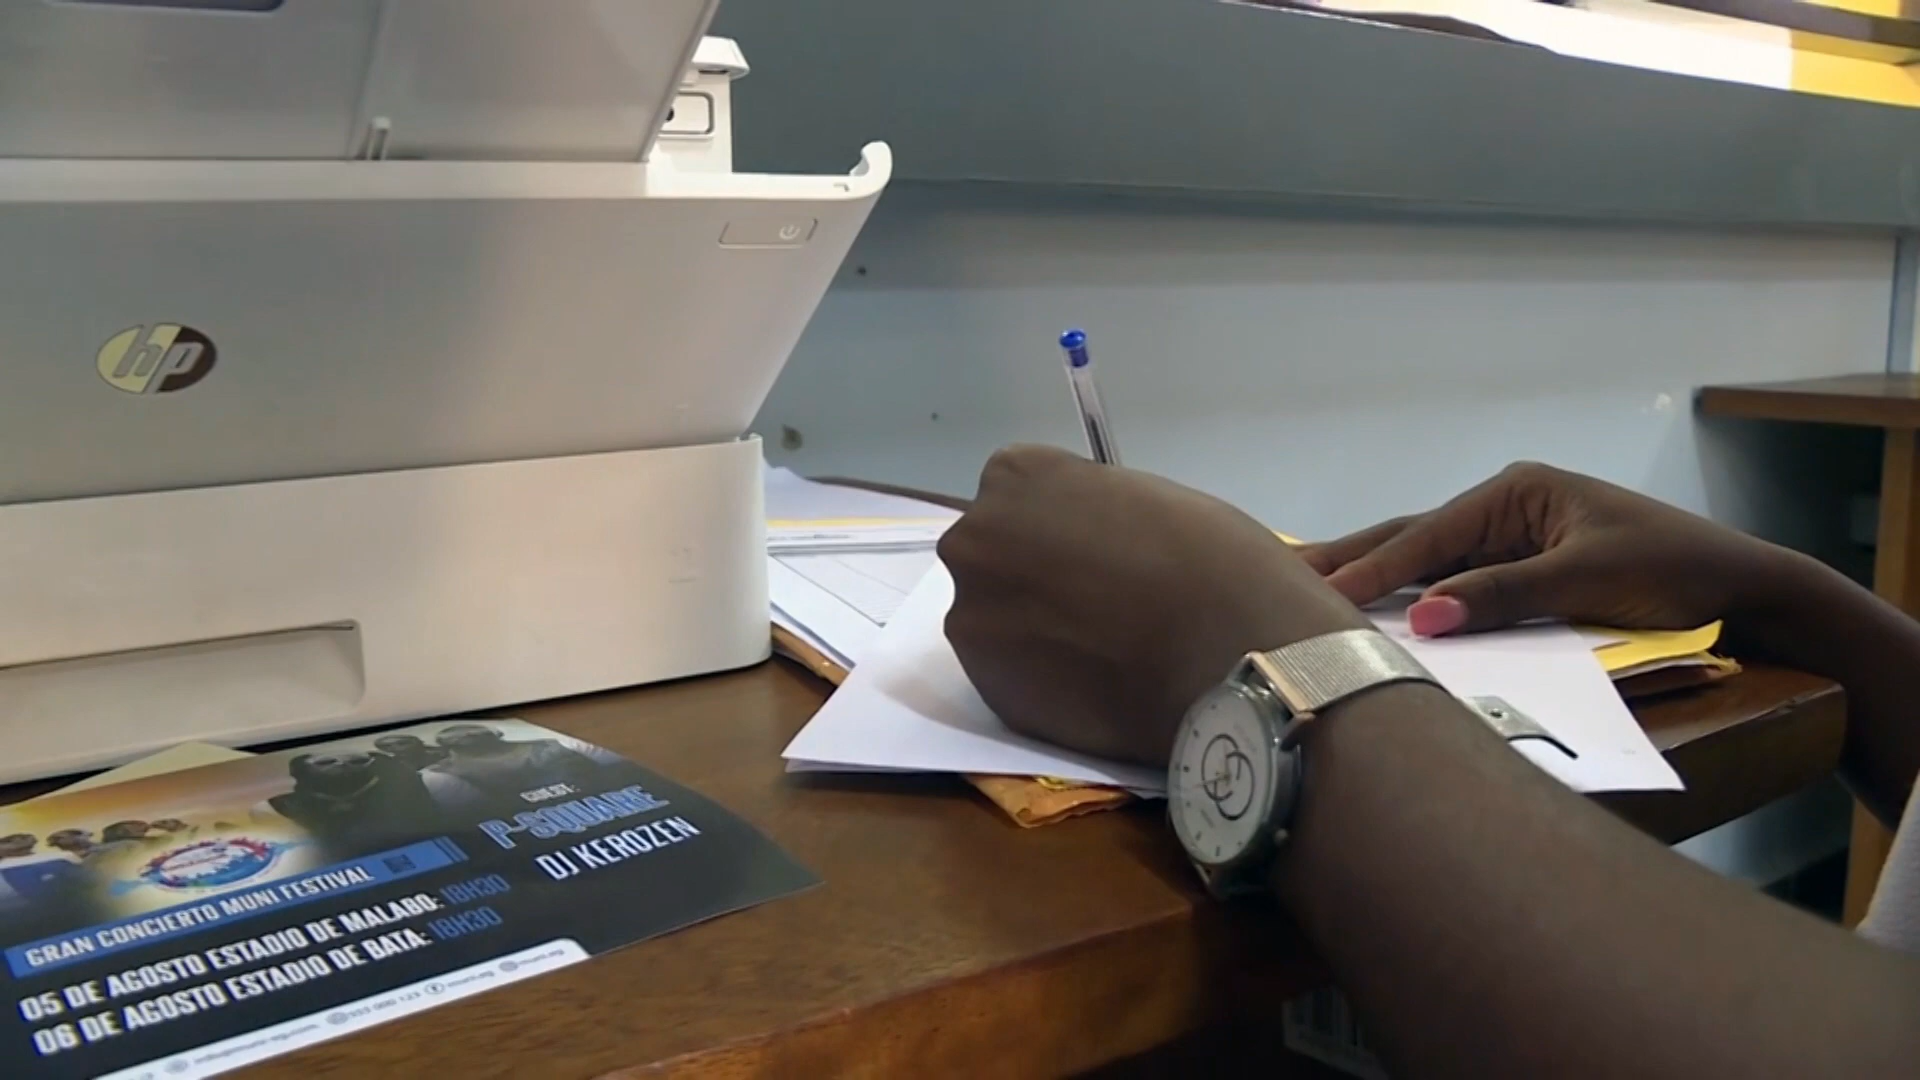 hp
GUEST:
P-SQUARE
DJ KEROZEN
GRAN CONCIERTO MUNI FESTIVAL
05 DE AGOSTO ESTADIO DE MALABO: 18H30
06 DE AGOSTO ESTADIO DE BATA: 18H30